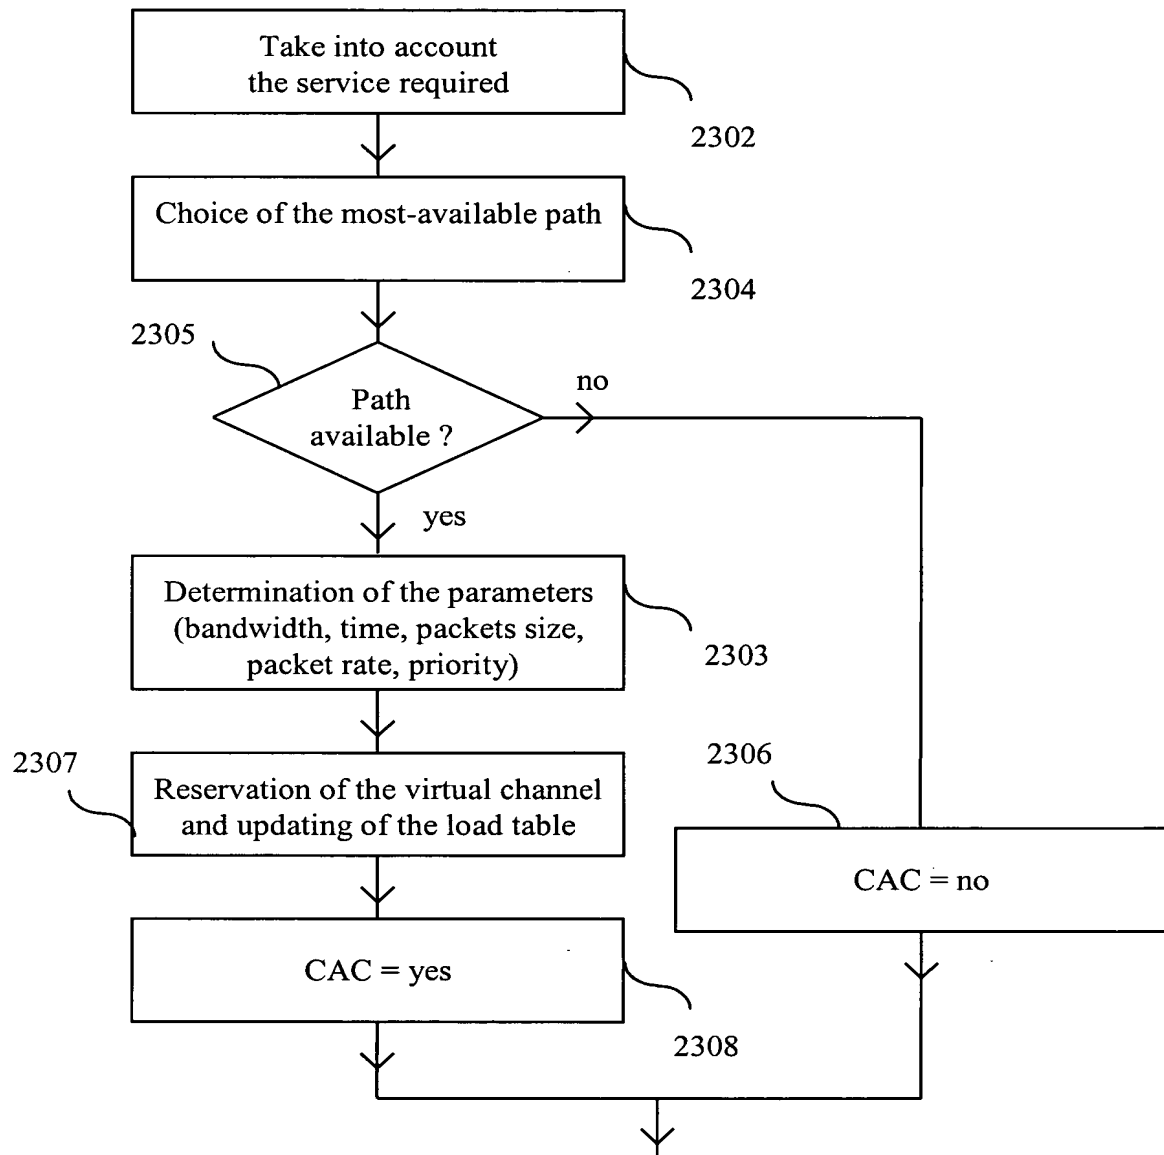 Take into account
the service required
2302
Choice of the most-available path
2304
2305
Path
available ?
no
yes
Determination of the parameters
(bandwidth, time, packets size,
packet rate, priority)
2303
2307
Reservation of the virtual channel
and updating of the load table
2306
CAC = no
CAC = yes
2308